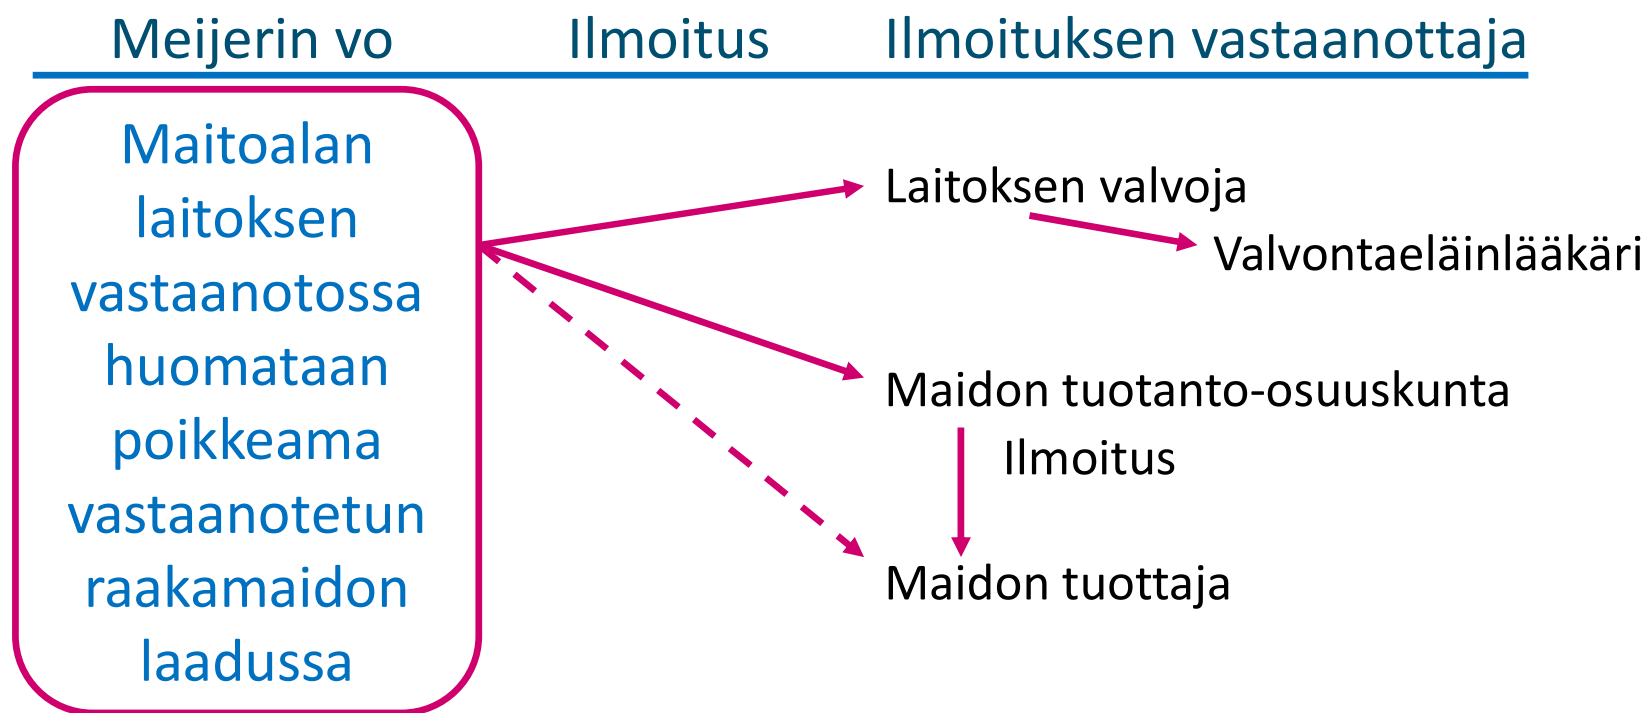 Meijerin vo Ilmoitus Ilmoituksen vastaanottaja
Maitoalan
laitoksen
vastaanotossa
huomataan
poikkeama
vastaanotetun
raakamaidon
laadussa
Laitoksen valvoja
Valvontaeläinlääkäri
Maidon tuotanto-osuuskunta
Ilmoitus
Maidon tuottaja